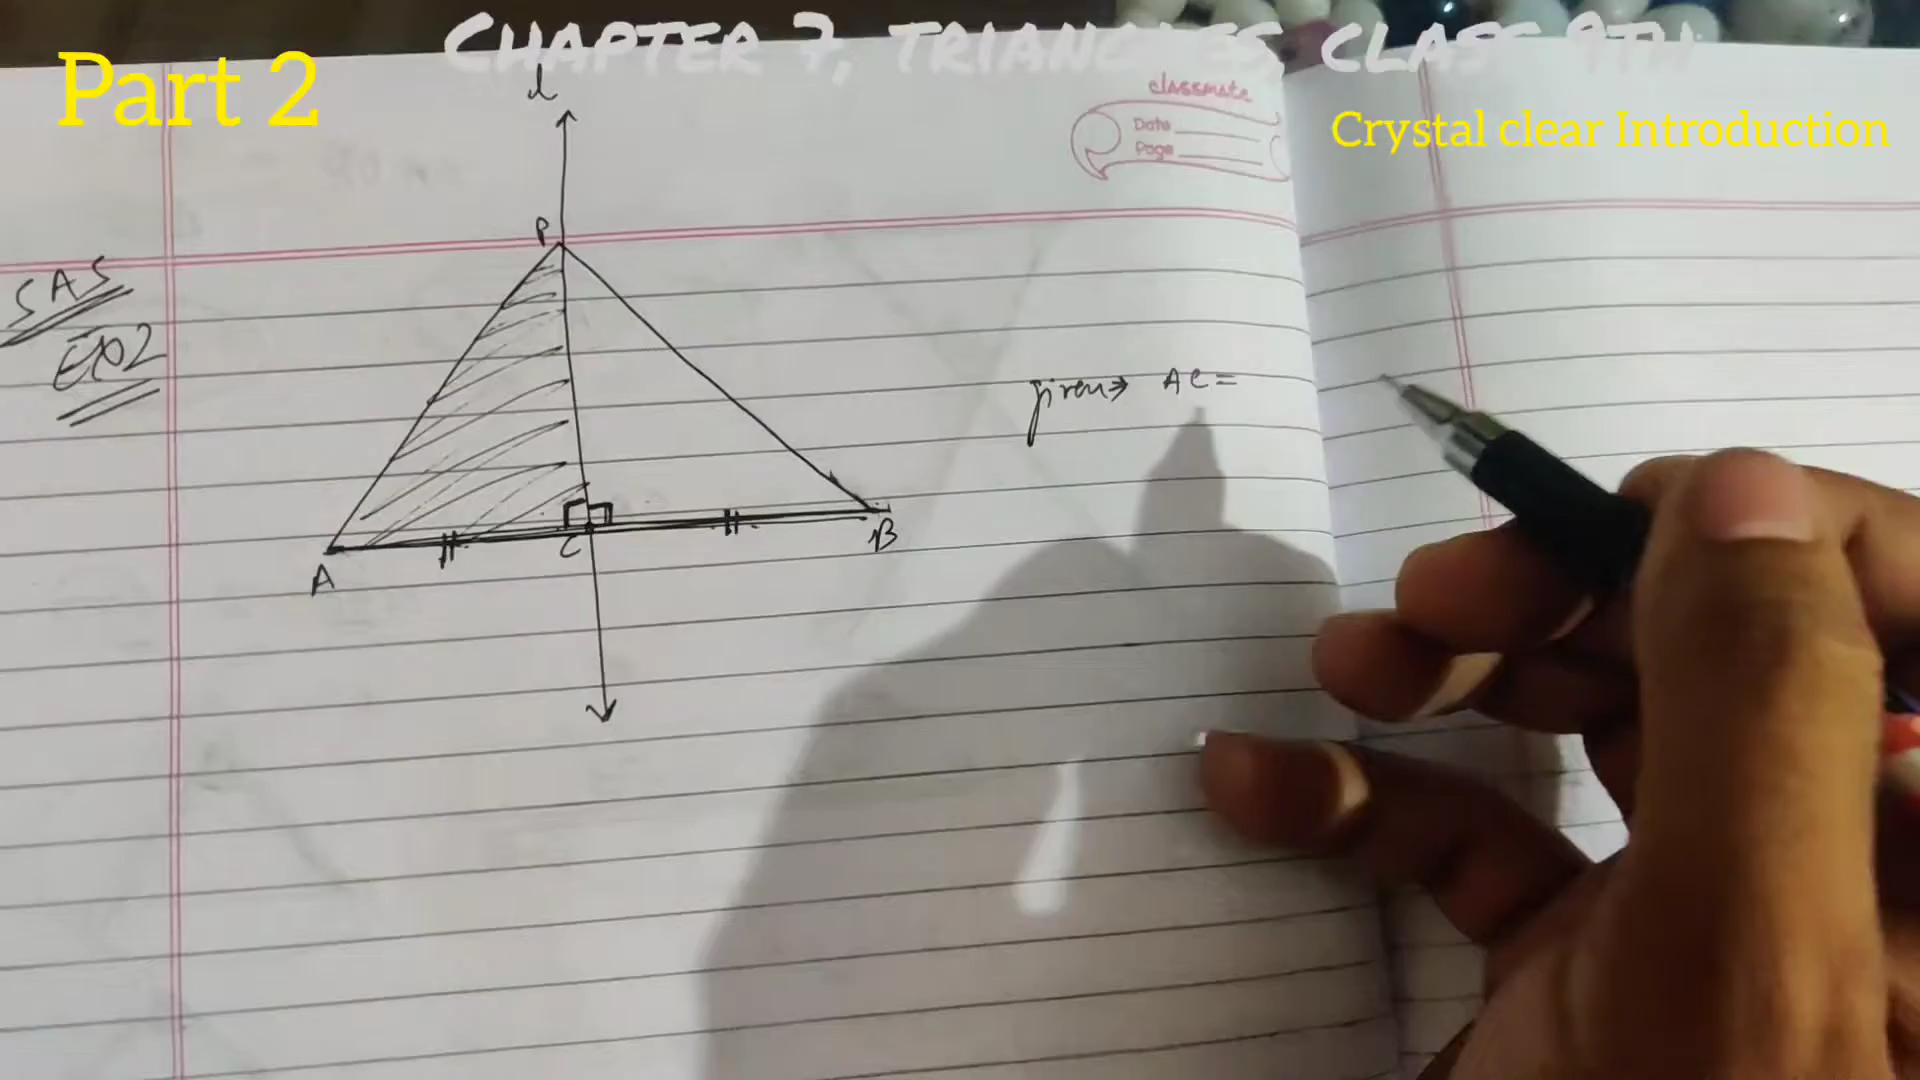 CHAPTER 7, TRIANGLES, CLASS 9TH
Part 2
Crystal clear Introduction
classmate
Date
Page
l
P
SAS
EX2
given⇒ AC=
A
C
B